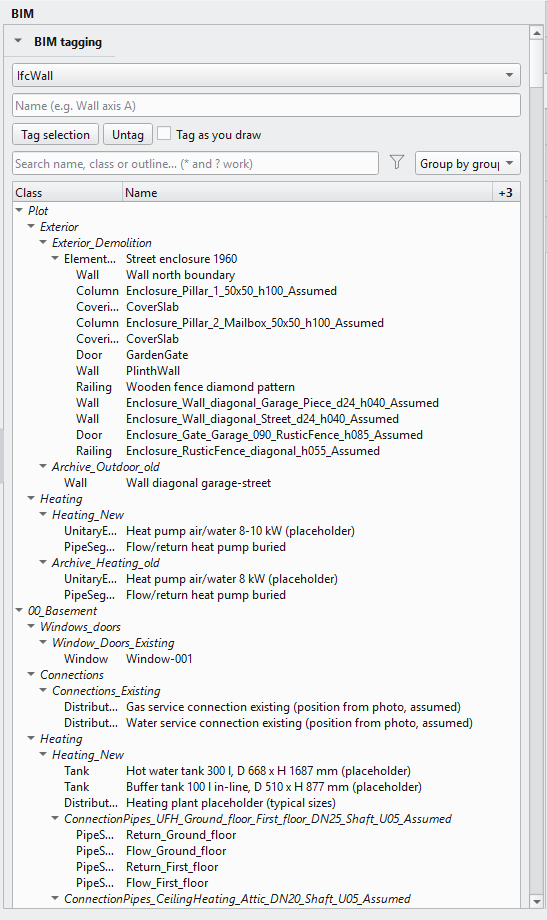 BIM
BIM tagging
IfcWall
Name (e.g. Wall axis A)
Tag selection Untag Tag as you draw
Search name, class or outline... (* and ? work) Group by group
Class Name +3
Plot
Exterior
Exterior_Demolition
Element... Street enclosure 1960
Wall Wall north boundary
Column Enclosure_Pillar_1_50x50_h100_Assumed
Coveri... CoverSlab
Column Enclosure_Pillar_2_Mailbox_50x50_h100_Assumed
Coveri... CoverSlab
Door GardenGate
Wall PlinthWall
Railing Wooden fence diamond pattern
Wall Enclosure_Wall_diagonal_Garage_Piece_d24_h040_Assumed
Wall Enclosure_Wall_diagonal_Street_d24_h040_Assumed
Door Enclosure_Gate_Garage_090_RusticFence_h085_Assumed
Railing Enclosure_RusticFence_diagonal_h055_Assumed
Archive_Outdoor_old
Wall Wall diagonal garage-street
Heating
Heating_New
UnitaryE... Heat pump air/water 8-10 kW (placeholder)
PipeSeg... Flow/return heat pump buried
Archive_Heating_old
UnitaryE... Heat pump air/water 8 kW (placeholder)
PipeSeg... Flow/return heat pump buried
00_Basement
Windows_doors
Window_Doors_Existing
Window Window-001
Connections
Connections_Existing
Distribut... Gas service connection existing (position from photo, assumed)
Distribut... Water service connection existing (position from photo, assumed)
Heating
Heating_New
Tank Hot water tank 300 l, D 668 x H 1687 mm (placeholder)
Tank Buffer tank 100 l in-line, D 510 x H 877 mm (placeholder)
Distribut... Heating plant placeholder (typical sizes)
ConnectionPipes_UFH_Ground_floor_First_floor_DN25_Shaft_U05_Assumed
PipeS... Return_Ground_floor
PipeS... Flow_Ground_floor
PipeS... Return_First_floor
PipeS... Flow_First_floor
ConnectionPipes_CeilingHeating_Attic_DN20_Shaft_U05_Assumed